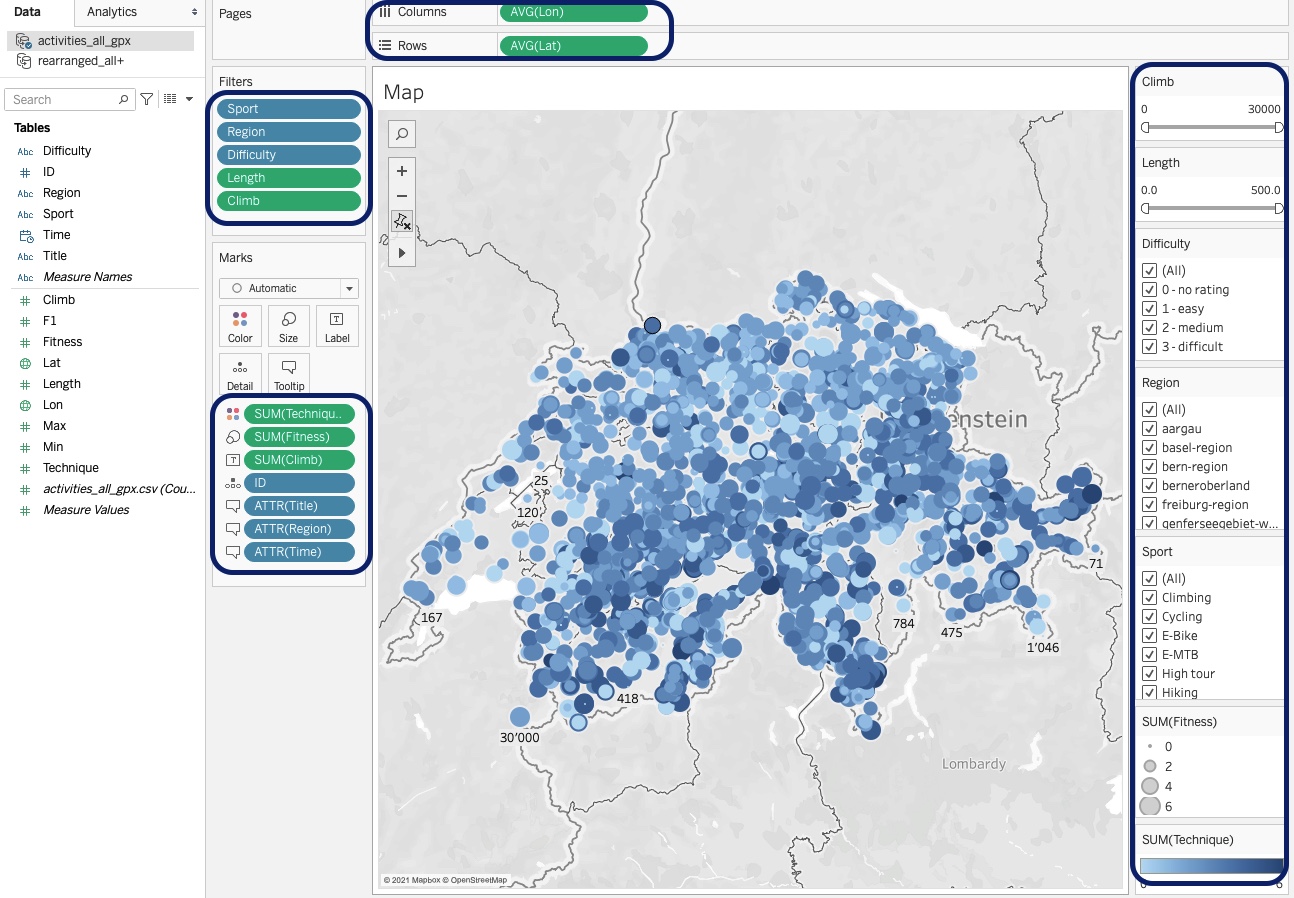 Data
Analytics
activities_all_gpx
rearranged_all+
Search
Tables
Abc Difficulty
# ID
Abc Region
Abc Sport
Time
Abc Title
Abc Measure Names
# Climb
# F1
# Fitness
Lat
# Length
Lon
# Max
# Min
# Technique
# activities_all_gpx.csv (Cou...
# Measure Values
Pages
Filters
Sport
Region
Difficulty
Length
Climb
Marks
Automatic
Color Size Label
Detail Tooltip
SUM(Techniqu..
SUM(Fitness)
SUM(Climb)
ID
ATTR(Title)
ATTR(Region)
ATTR(Time)
Columns AVG(Lon)
Rows AVG(Lat)
Map
enstein
25
120
71
167
784
475
1’046
418
30’000
Lombardy
© 2021 Mapbox © OpenStreetMap
Climb
0 30000
Length
0.0 500.0
Difficulty
(All)
0 - no rating
1 - easy
2 - medium
3 - difficult
Region
(All)
aargau
basel-region
bern-region
berneroberland
freiburg-region
genferseegebiet-w...
Sport
(All)
Climbing
Cycling
E-Bike
E-MTB
High tour
Hiking
SUM(Fitness)
0
2
4
6
SUM(Technique)
0 6